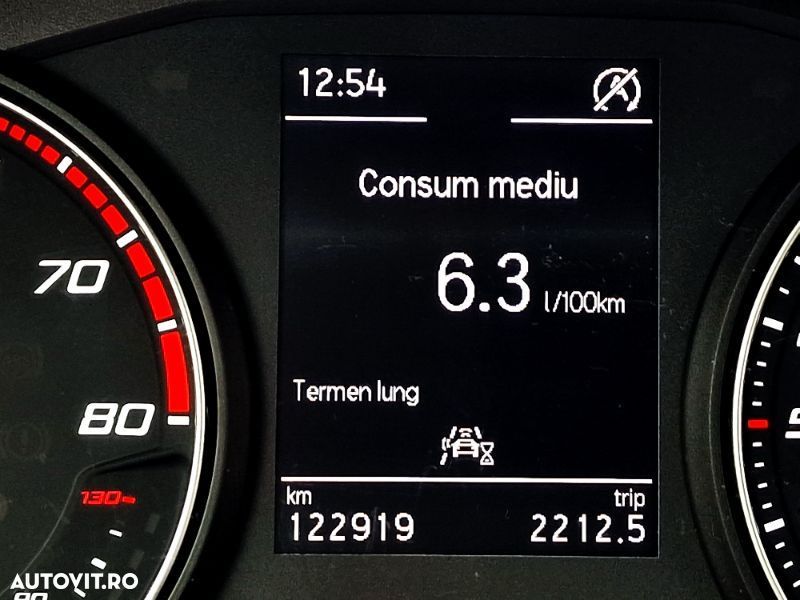 12:54
A
Consum mediu
6.3 l/100km
70
Termen lung
80
130
km trip
122919 2212.5
AUTOVIT.RO